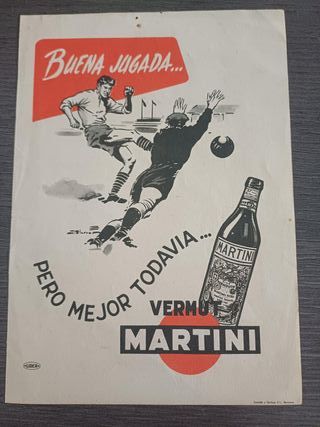 BUENA JUGADA...
PERO MEJOR TODAVIA...
MARTINI
VERMUT
MARTINI